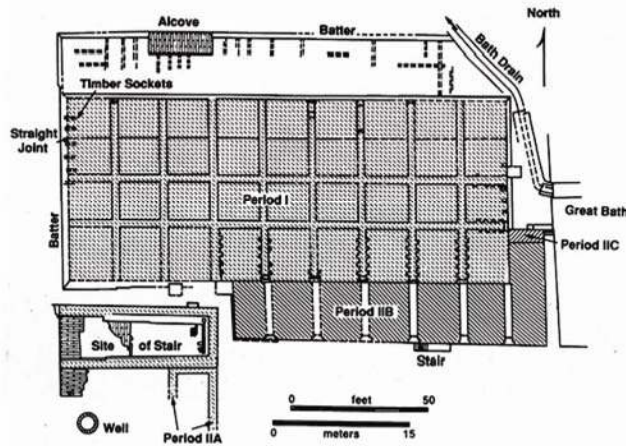 Alcove
Batter
North
Bath Drain
Timber Sockets
Straight
Joint
Period I
Great Bath
Batter
Period IIC
Period IIB
Site of Stair
Stair
Well
Period IIA
0 feet 50
0 meters 15